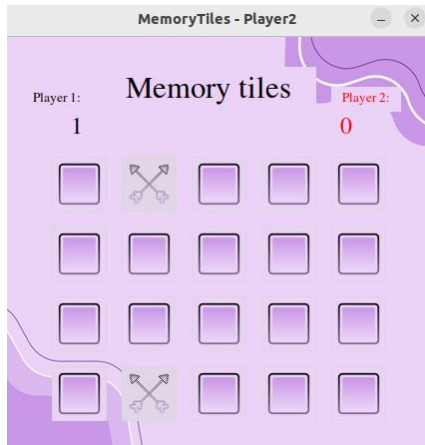 MemoryTiles - Player2
Memory tiles
Player 1:
Player 2:
1
0